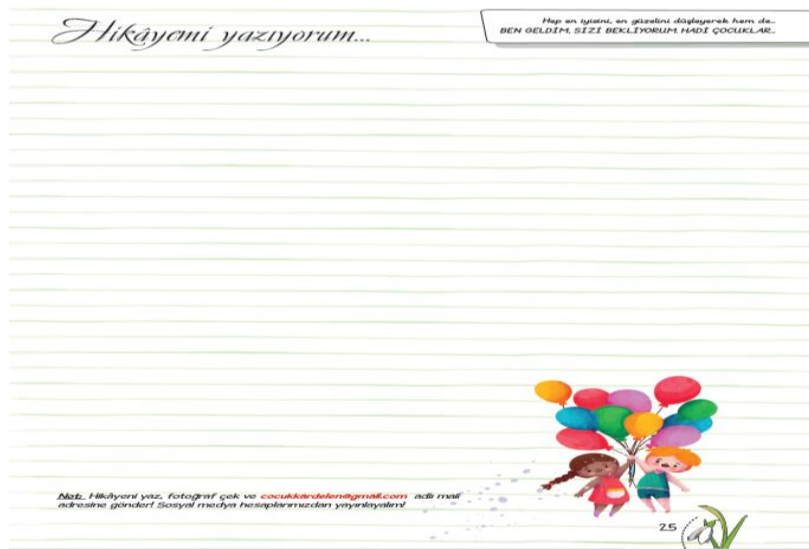 Hikâyemi yazıyorum...
Hep en iyisini, en güzelini düşleyerek hem de..
BEN GELDİM, SİZİ BEKLİYORUM. HADİ ÇOCUKLAR..
Not: Hikâyeni yaz, fotoğraf çek ve cocukkardelen@gmail.com adlı mail
adresine gönder! Sosyal medya hesaplarımızdan yayınlayalım!
25